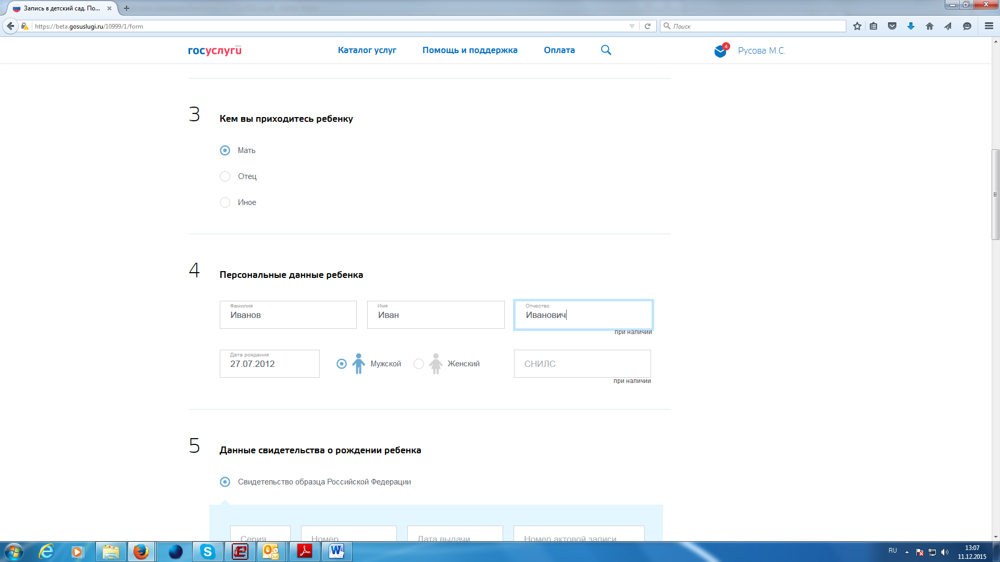 Запись в детский сад. По...
https://beta.gosuslugi.ru/10999/1/form
Поиск
госуслуги beta
Каталог услуг
Помощь и поддержка
Оплата
4
Русова М.С.
3
Кем вы приходитесь ребенку
Мать
Отец
Иное
4
Персональные данные ребенка
Фамилия
Иванов
Имя
Иван
Отчество
Иванович
при наличии
Дата рождения
27.07.2012
Мужской
Женский
СНИЛС
при наличии
5
Данные свидетельства о рождении ребенка
Свидетельство образца Российской Федерации
Серия
Номер
Дата выдачи
Номер актовой записи
RU
13:07
11.12.2015